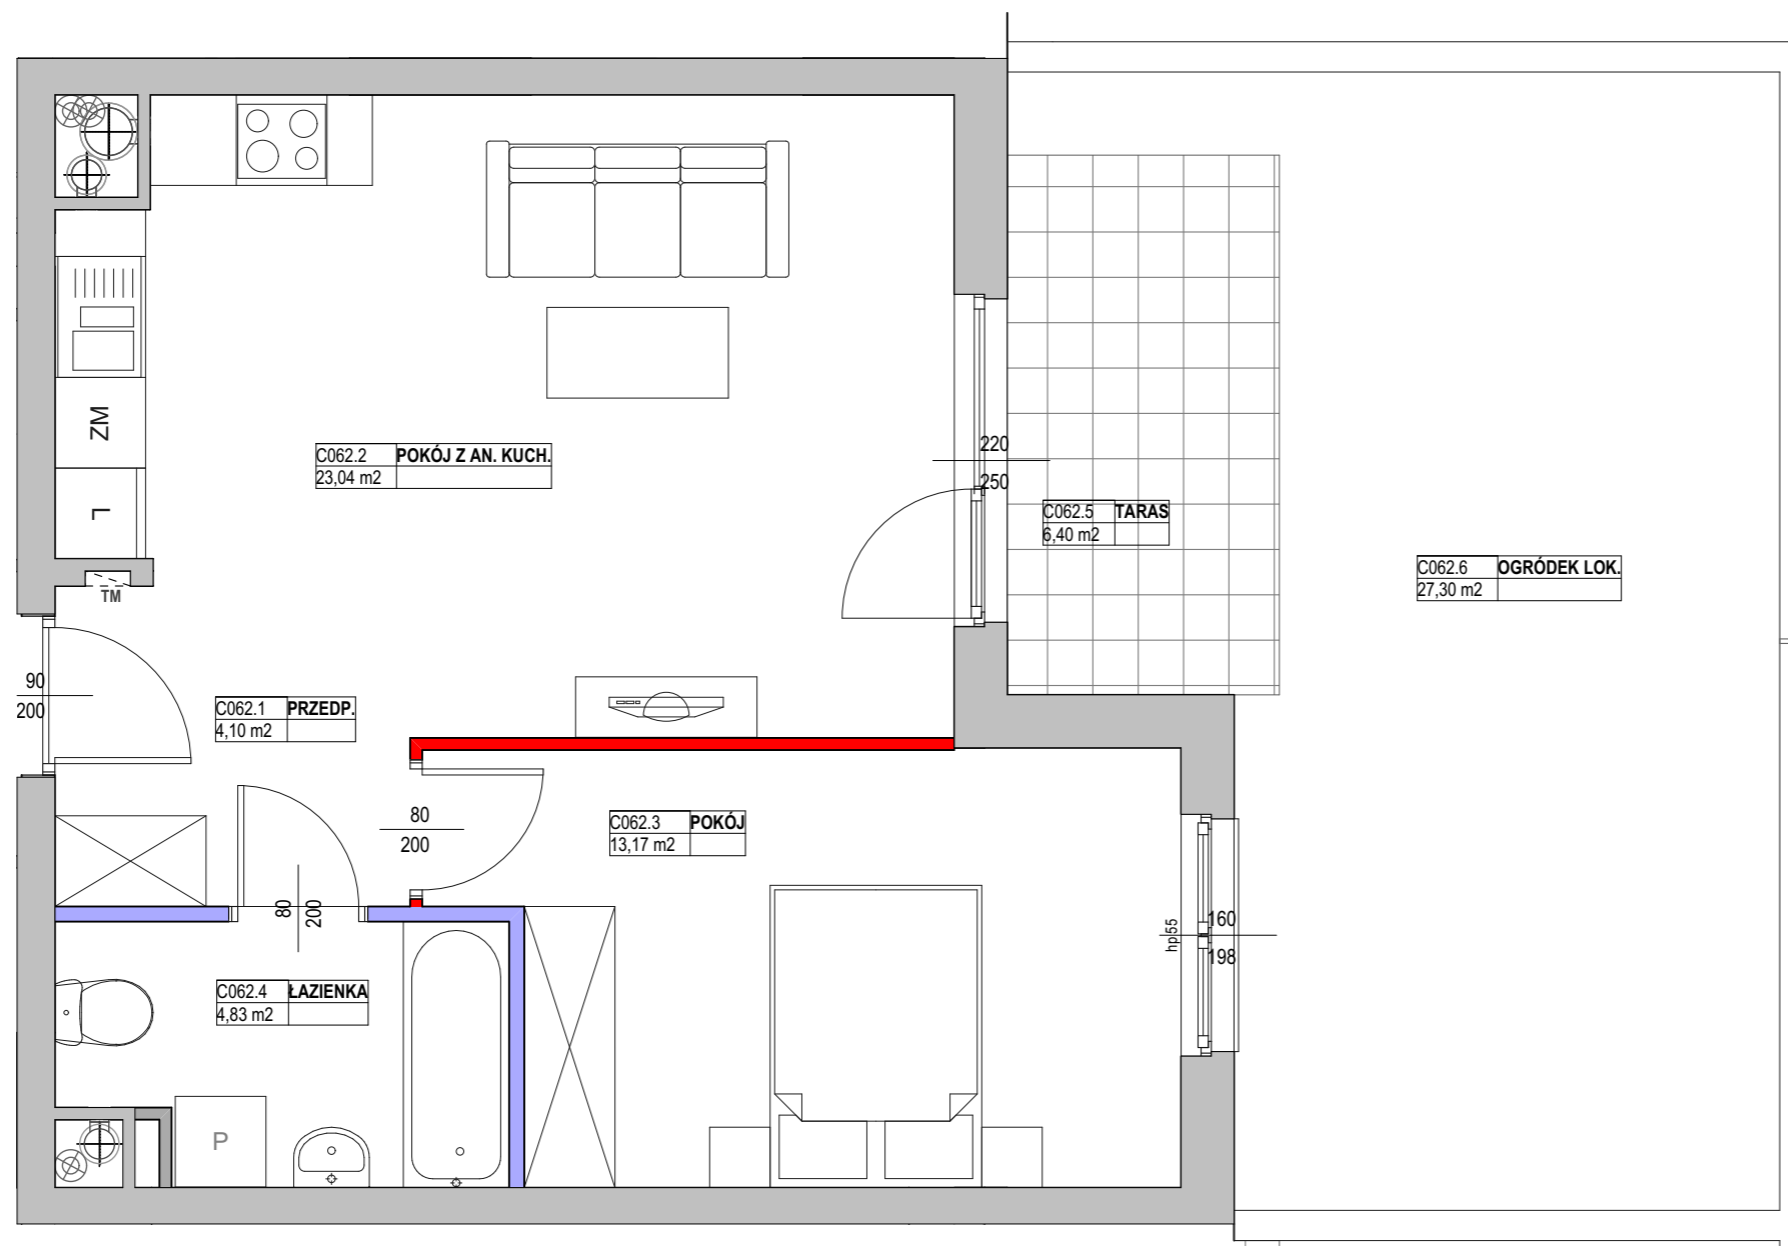 ZM
L
TM
C062.2 POKÓJ Z AN. KUCH.
23,04 m2
220
250
C062.5 TARAS
6,40 m2
C062.6 OGRÓDEK LOK.
27,30 m2
90
200
C062.1 PRZEDP.
4,10 m2
80
200
C062.3 POKÓJ
13,17 m2
80
200
hp 55
160
198
C062.4 ŁAZIENKA
4,83 m2
P